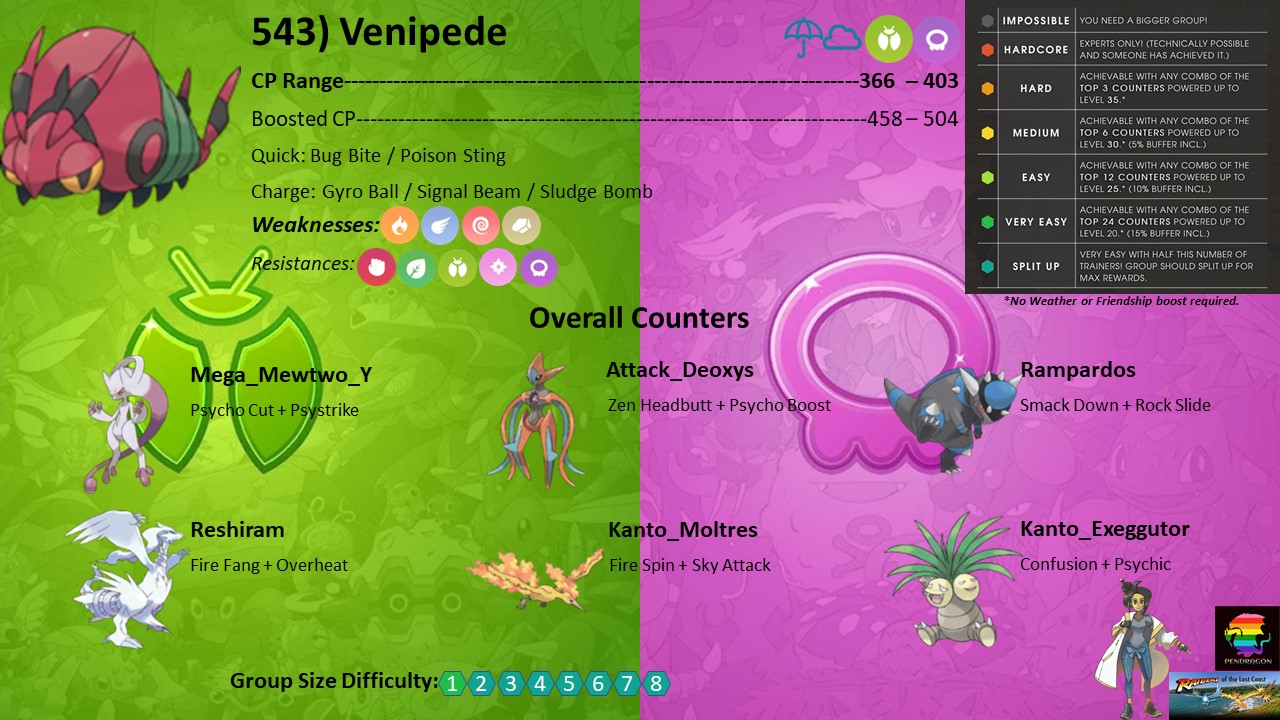 543) Venipede
CP Range--------------------------------------------------------------------------366 – 403
Boosted CP-------------------------------------------------------------------------458 – 504
Quick: Bug Bite / Poison Sting
Charge: Gyro Ball / Signal Beam / Sludge Bomb
Weaknesses:
Resistances:
IMPOSSIBLE YOU NEED A BIGGER GROUP!
HARDCORE EXPERTS ONLY! (TECHNICALLY POSSIBLE
AND SOMEONE HAS ACHIEVED IT.)
HARD ACHIEVABLE WITH ANY COMBO OF THE
TOP 3 COUNTERS POWERED UP TO
LEVEL 35.*
MEDIUM ACHIEVABLE WITH ANY COMBO OF THE
TOP 6 COUNTERS POWERED UP TO
LEVEL 30.* (5% BUFFER INCL.)
EASY ACHIEVABLE WITH ANY COMBO OF THE
TOP 12 COUNTERS POWERED UP TO
LEVEL 25.* (10% BUFFER INCL.)
VERY EASY ACHIEVABLE WITH ANY COMBO OF THE
TOP 24 COUNTERS POWERED UP TO
LEVEL 20.* (15% BUFFER INCL.)
SPLIT UP VERY EASY WITH HALF THIS NUMBER OF
TRAINERS! GROUP SHOULD SPLIT UP FOR
MAX REWARDS.
*No Weather or Friendship boost required.
Overall Counters
Mega_Mewtwo_Y
Psycho Cut + Psystrike
Attack_Deoxys
Zen Headbutt + Psycho Boost
Rampardos
Smack Down + Rock Slide
Reshiram
Fire Fang + Overheat
Kanto_Moltres
Fire Spin + Sky Attack
Kanto_Exeggutor
Confusion + Psychic
Group Size Difficulty: 1 2 3 4 5 6 7 8
PENDRAGON
RAIDERS of the Lost Coast